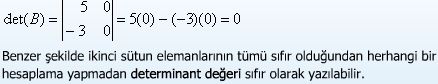 det(B) = | 5 0 |
| −3 0 | = 5(0) − (−3)(0) = 0
Benzer şekilde ikinci sütun elemanlarının tümü sıfır olduğundan herhangi bir
hesaplama yapmadan determinant değeri sıfır olarak yazılabilir.